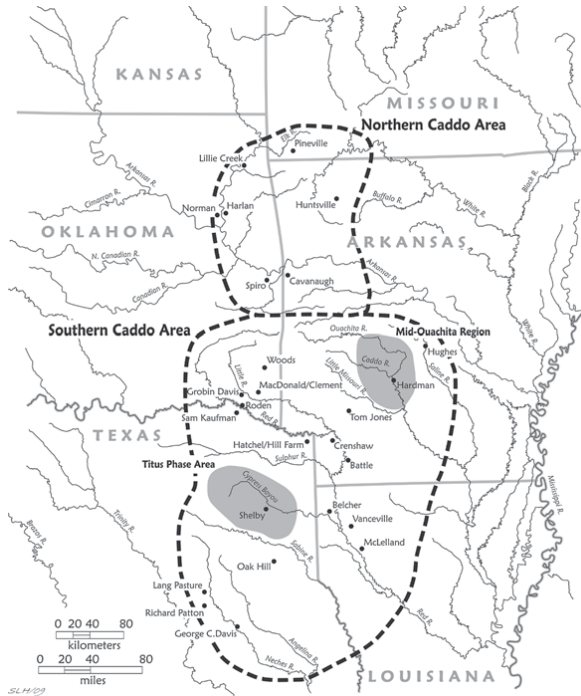 KANSAS
MISSOURI
Northern Caddo Area
Elk R.
Pineville
Lillie Creek
Arkansas R.
Cimarron R.
Norman
Harlan
Huntsville
Buffalo R.
White R.
Black R.
OKLAHOMA
ARKANSAS
N. Canadian R.
Canadian R.
Spiro
Cavanaugh
Arkansas R.
White R.
Southern Caddo Area
Ouachita R.
Mid-Ouachita Region
Hughes
Saline R.
Caddo R.
Woods
Little R.
Little Missouri R.
Hardman
MacDonald/Clement
Grobin Davis
Roden
Sam Kaufman
Red R.
Tom Jones
TEXAS
Hatchel/Hill Farm
Crenshaw
Sulphur R.
Battle
Titus Phase Area
Cypress Bayou
Shelby
Belcher
Vanceville
McLelland
Mississippi R.
Trinity R.
Brazos R.
Sabine R.
Oak Hill
Lang Pasture
Richard Patton
George C. Davis
Red R.
Angelina R.
Neches R.
LOUISIANA
0 20 40 80
kilometers
0 20 40 80
miles
SLH/09